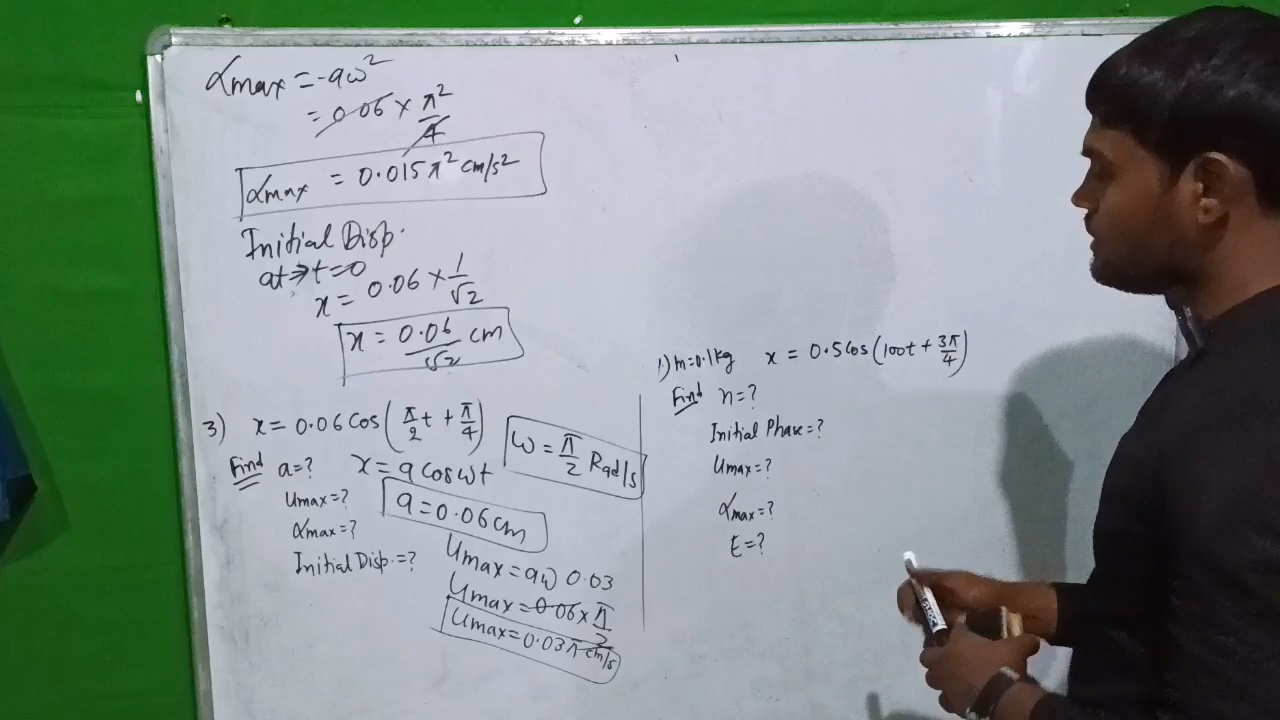 αmax = -aω²
= 0.06 × π²/4
αmax = 0.015π² cm/s²
Initial Disp.
at → t=0
x = 0.06 × 1/√2
x = 0.06/√2 cm
3) x = 0.06 Cos(π/2 t + π/4)
ω = π/2 Rad/s
Find a=? x = a cos ωt
Umax=? a = 0.06 cm
αmax=?
Initial Disp.=?
Umax = aω 0.03
Umax = 0.06 × π/2
Umax = 0.03π cm/s
1) m=0.1kg x = 0.5 cos(100t + 3π/4)
Find n=?
Initial Phase=?
Umax=?
αmax=?
E=?